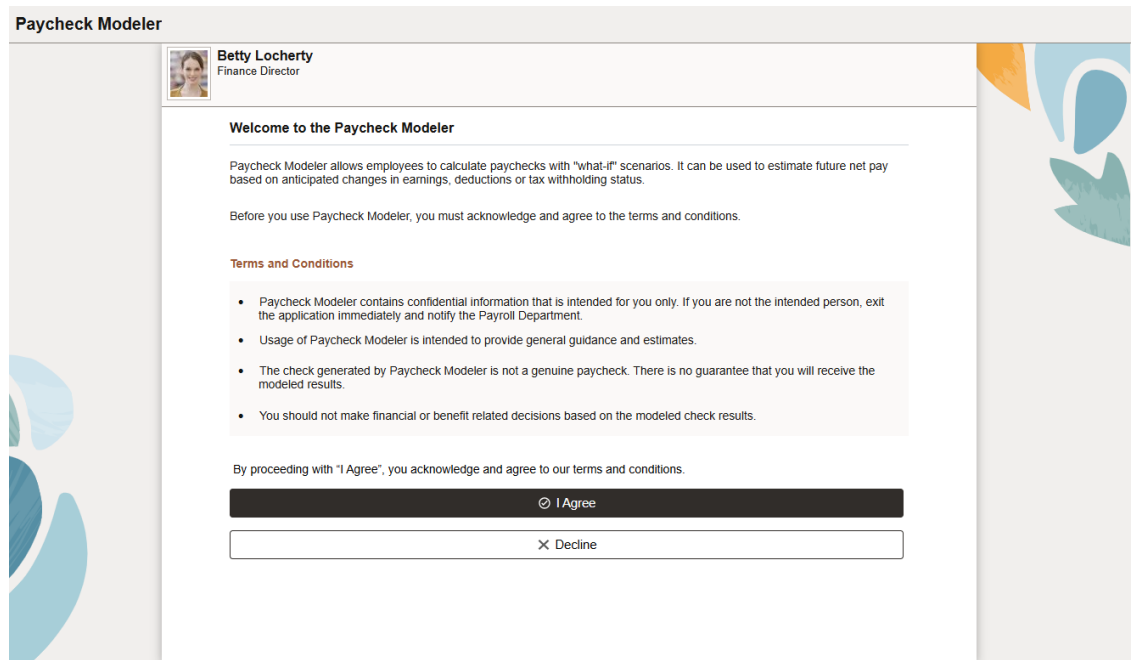 Paycheck Modeler
Betty Locherty
Finance Director
Welcome to the Paycheck Modeler
Paycheck Modeler allows employees to calculate paychecks with "what-if" scenarios. It can be used to estimate future net pay
based on anticipated changes in earnings, deductions or tax withholding status.
Before you use Paycheck Modeler, you must acknowledge and agree to the terms and conditions.
Terms and Conditions
• Paycheck Modeler contains confidential information that is intended for you only. If you are not the intended person, exit
the application immediately and notify the Payroll Department.
• Usage of Paycheck Modeler is intended to provide general guidance and estimates.
• The check generated by Paycheck Modeler is not a genuine paycheck. There is no guarantee that you will receive the
modeled results.
• You should not make financial or benefit related decisions based on the modeled check results.
By proceeding with “I Agree”, you acknowledge and agree to our terms and conditions.
I Agree
Decline